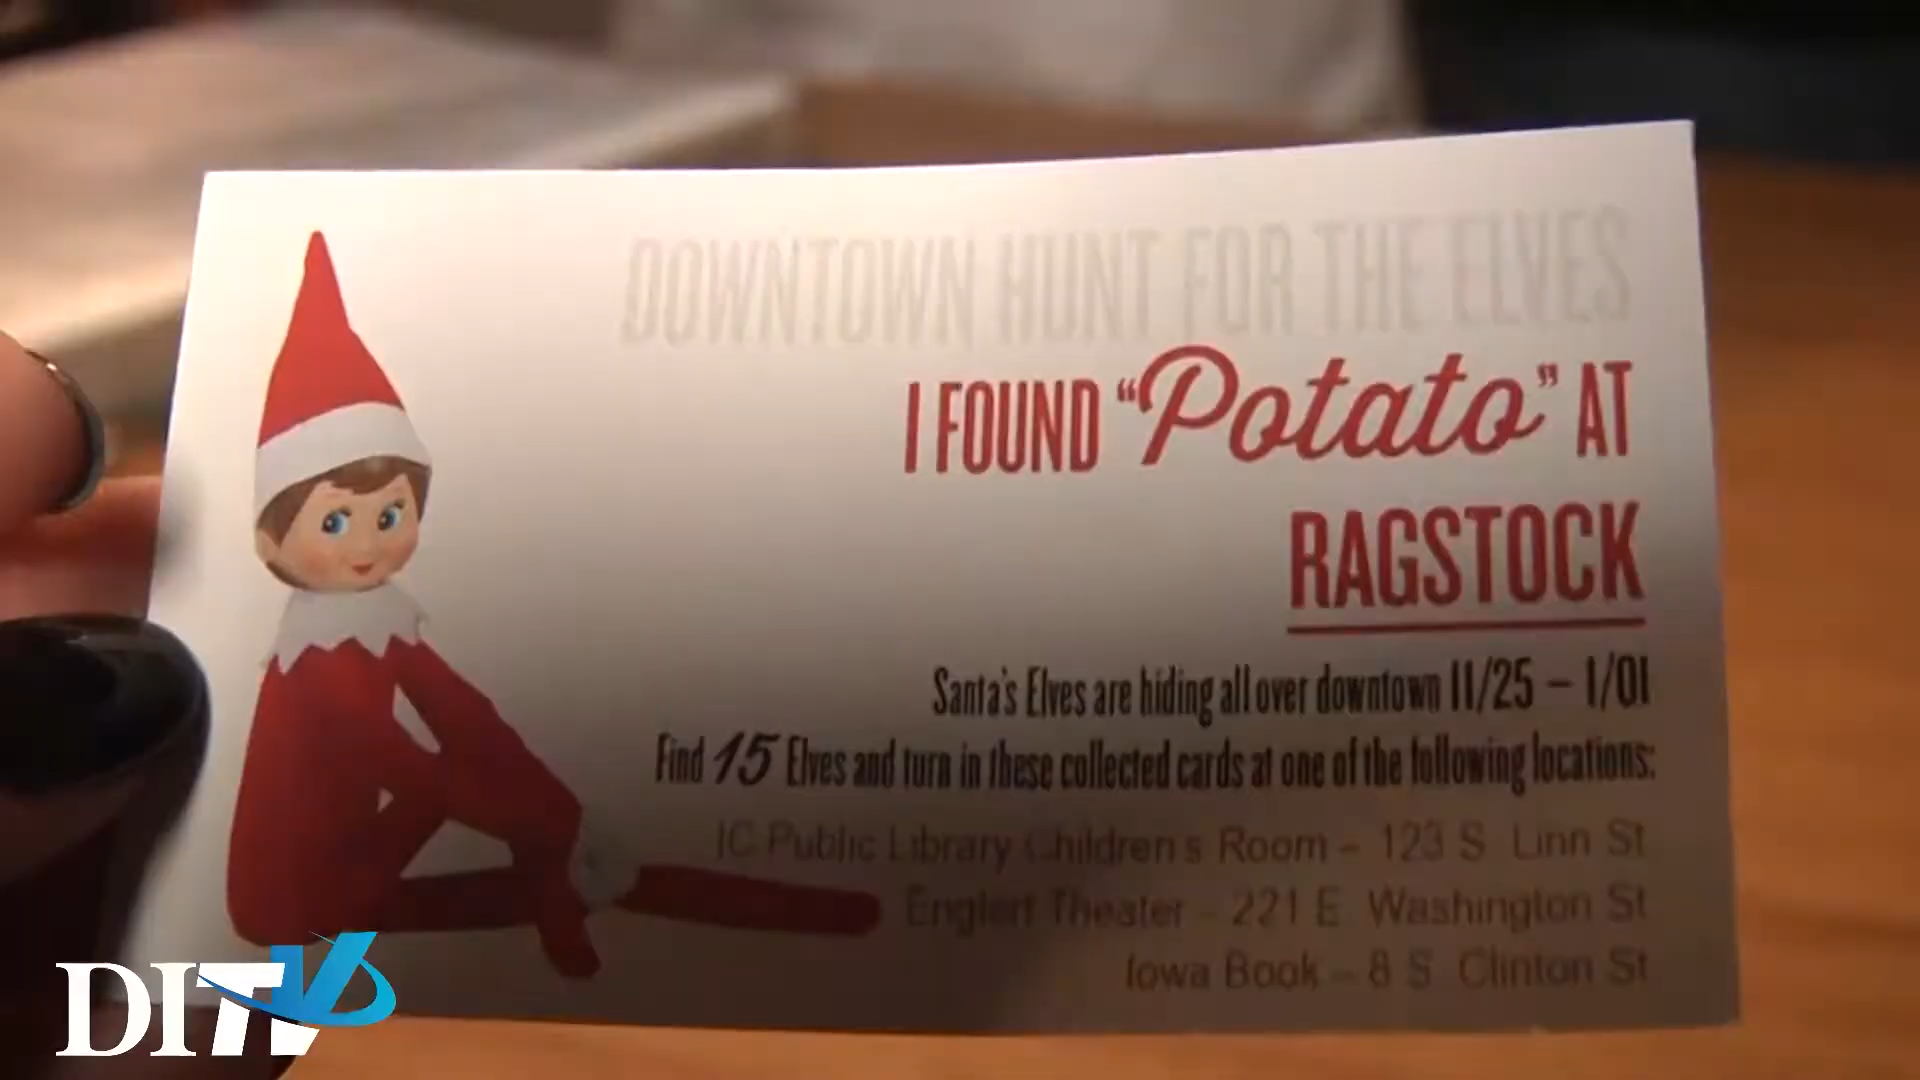 DOWNTOWN HUNT FOR THE ELVES
I FOUND "Potato" AT
RAGSTOCK
Santa's Elves are hiding all over downtown 11/25 – 1/01
Find 15 Elves and turn in these collected cards at one of the following locations:
IC Public Library Children's Room – 123 S Linn St
Englert Theater – 221 E Washington St
Iowa Book – 8 S Clinton St
DITV